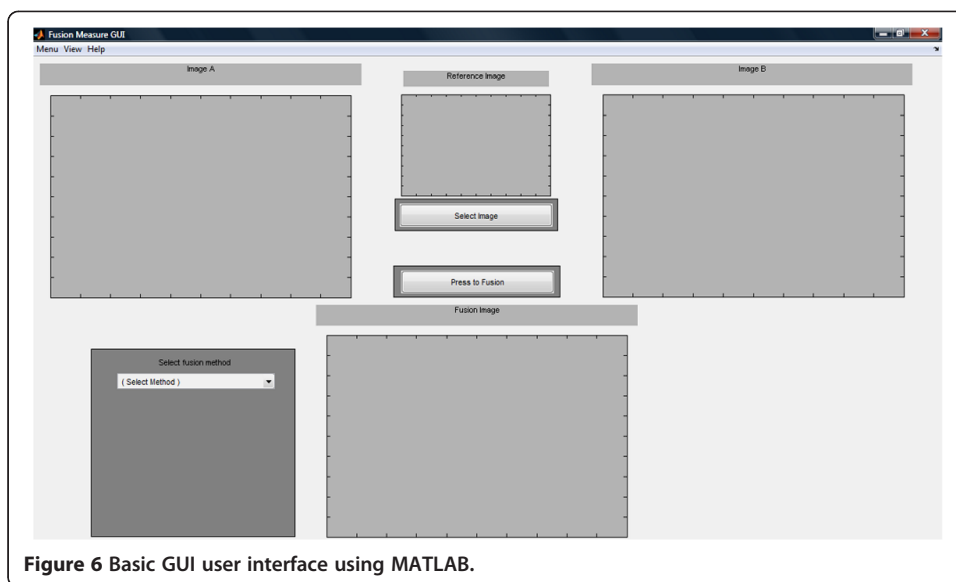 Fusion Measure GUI
Menu View Help
Image A
Reference Image
Image B
Select Image
Press to Fusion
Fusion Image
Select fusion method
( Select Method )
Figure 6 Basic GUI user interface using MATLAB.